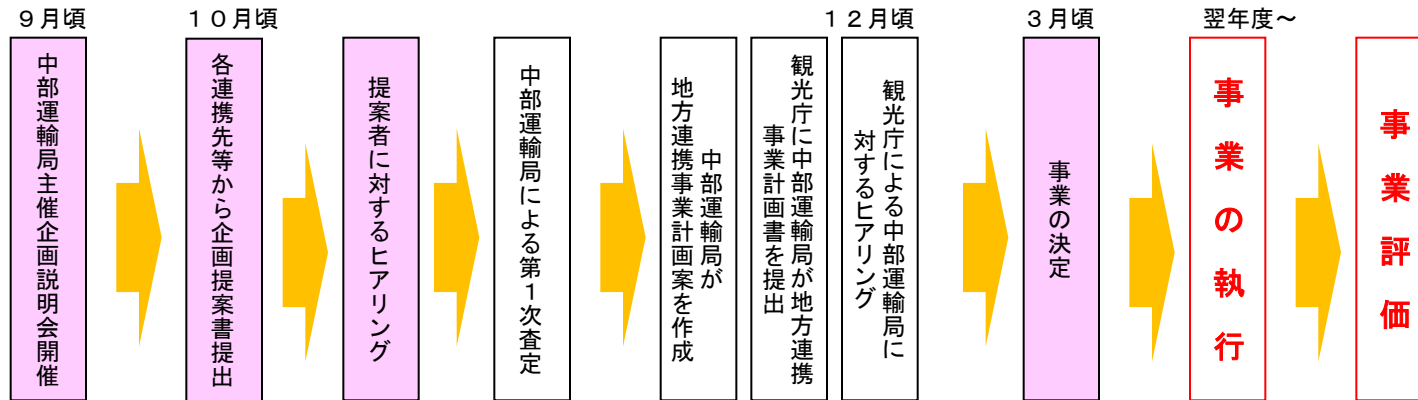 9月頃
10月頃
12月頃
3月頃
翌年度~
中部運輸局主催企画説明会開催
各連携先等から企画提案書提出
提案者に対するヒアリング
中部運輸局による第1次査定
中部運輸局が
地方連携事業計画案を作成
観光庁に中部運輸局が地方連携
事業計画書を提出
観光庁による中部運輸局に
対するヒアリング
事業の決定
事業の執行
事業評価